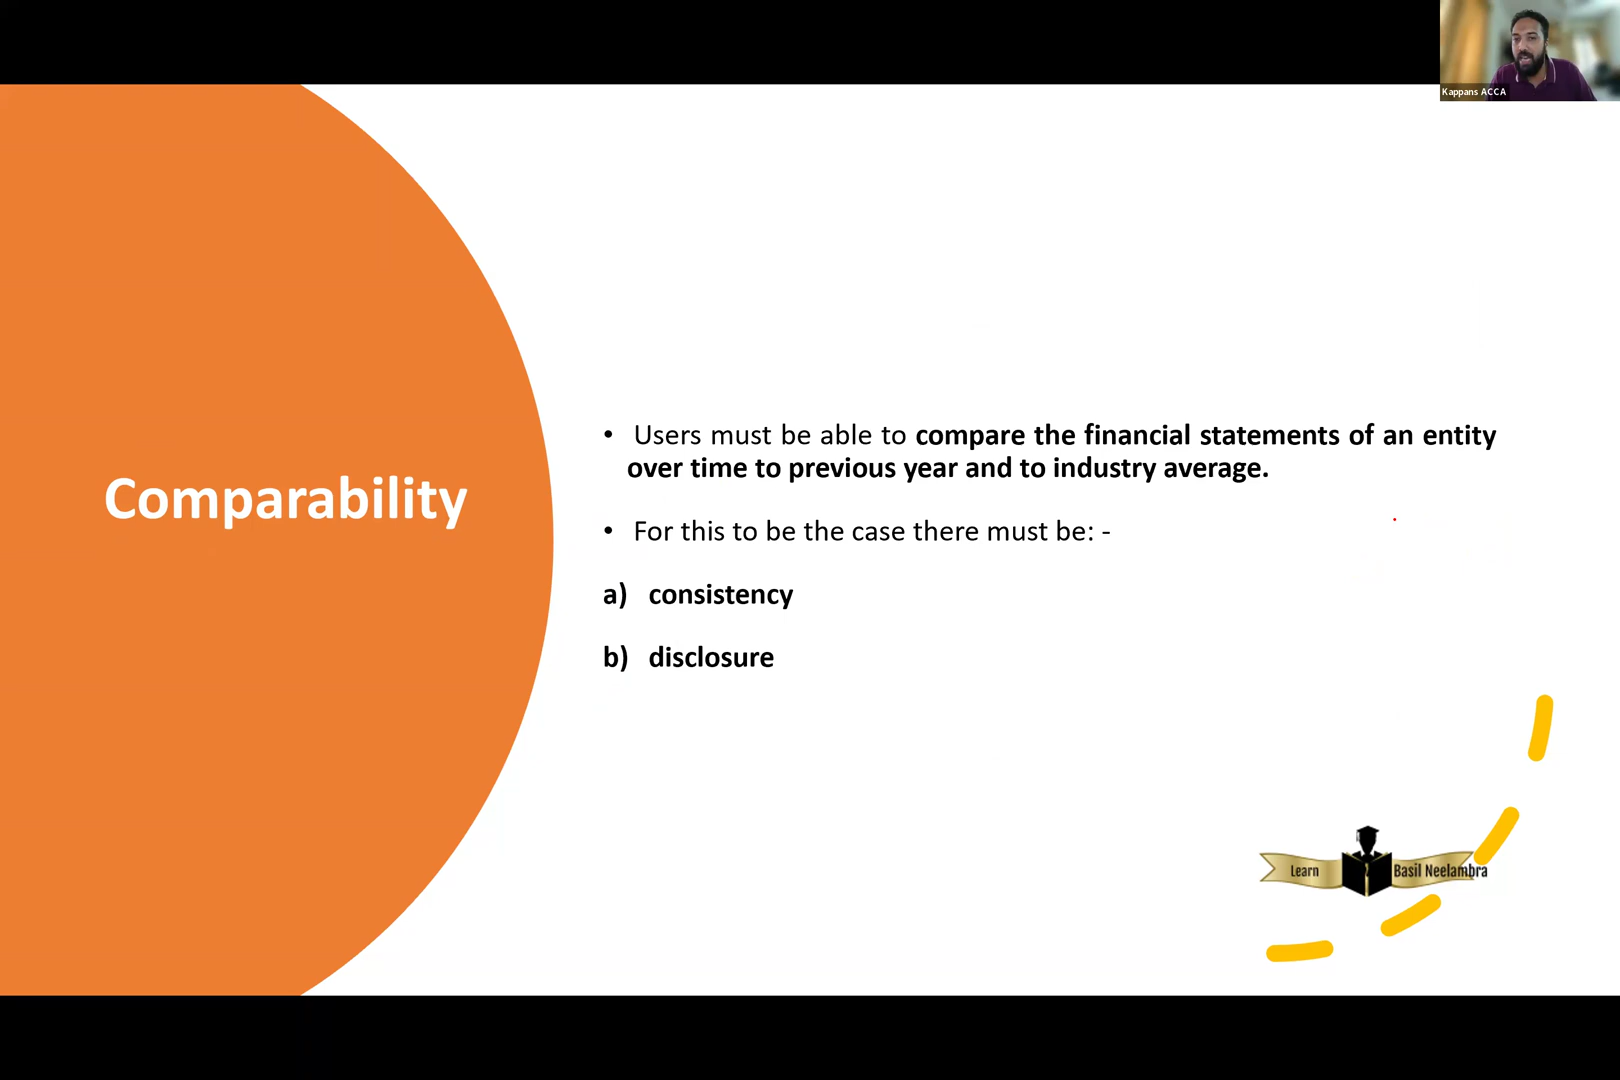 Kappans ACCA
Comparability
• Users must be able to compare the financial statements of an entity
over time to previous year and to industry average.
• For this to be the case there must be: -
a) consistency
b) disclosure
Learn Basil Neelambra